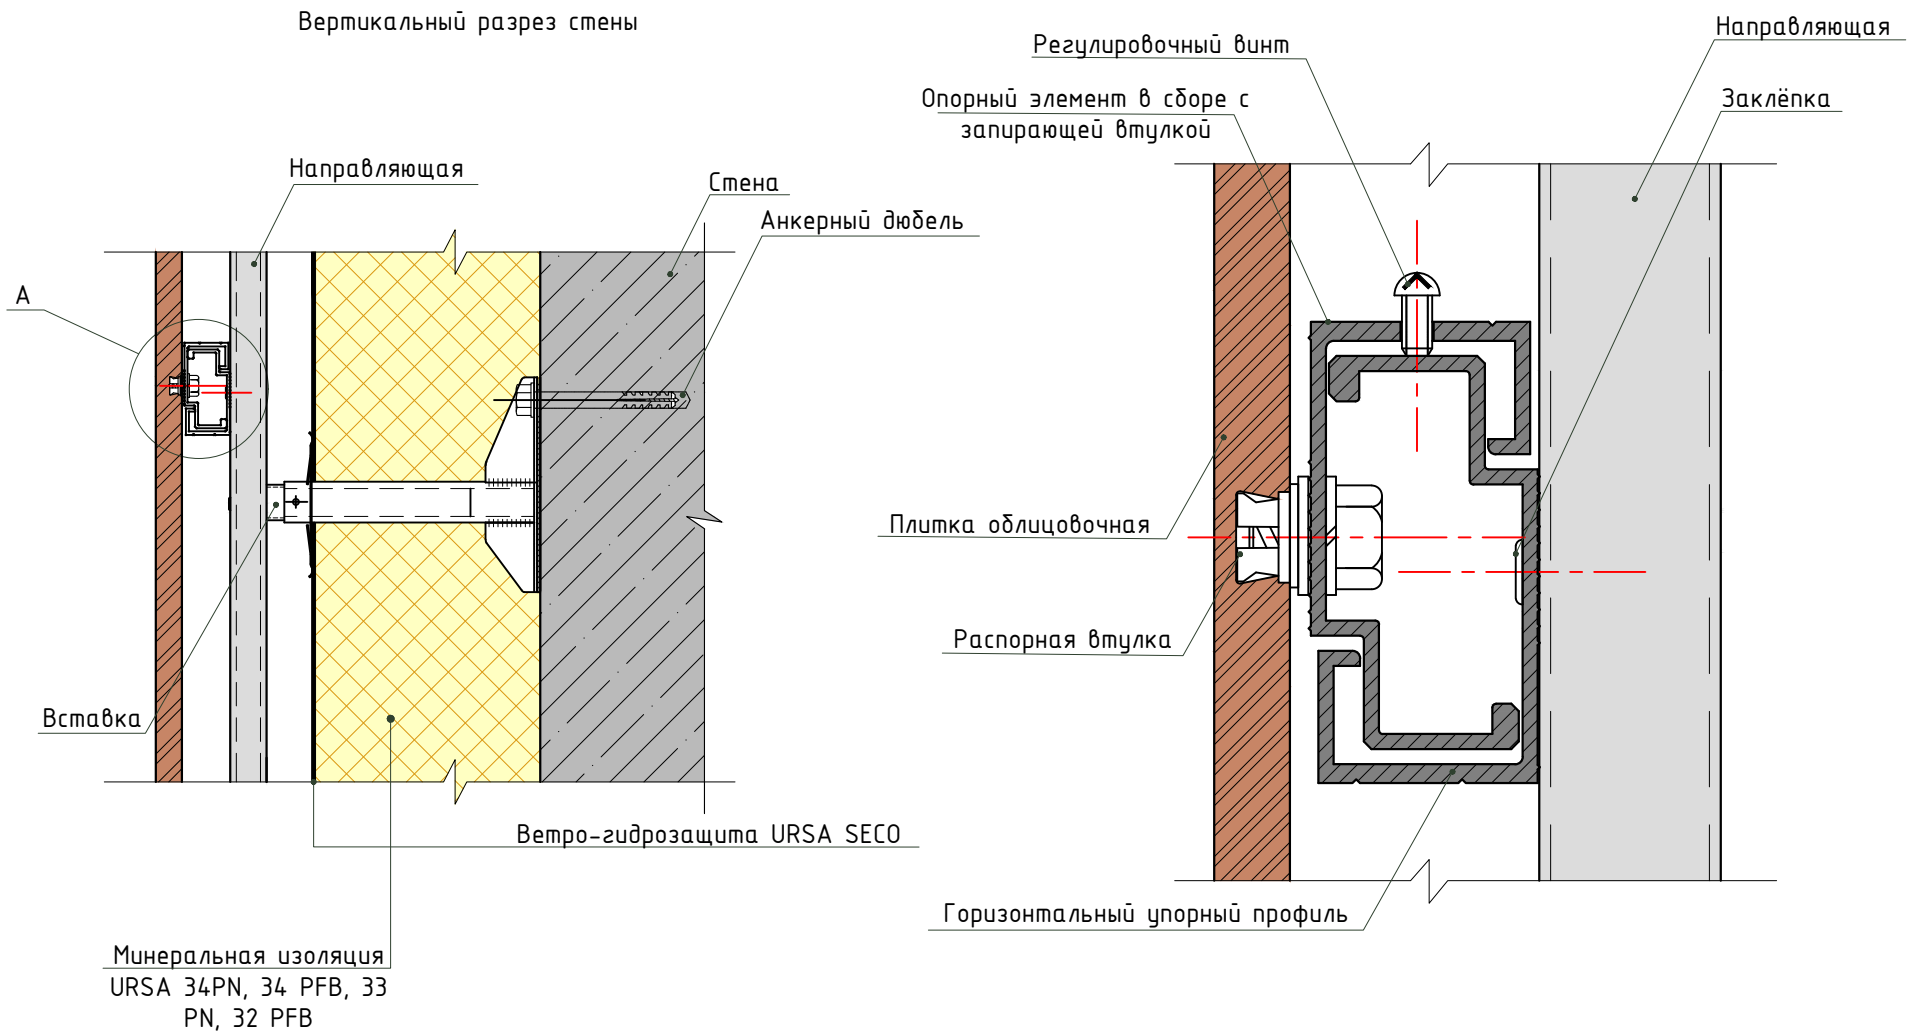 Вертикальный разрез стены
Направляющая
Стена
Анкерный дюбель
А
Вставка
Ветро-гидрозащита URSA SECO
Минеральная изоляция
URSA 34PN, 34 PFB, 33
PN, 32 PFB
Направляющая
Регулировочный винт
Опорный элемент в сборе с
запирающей втулкой
Заклёпка
Плитка облицовочная
Распорная втулка
Горизонтальный упорный профиль